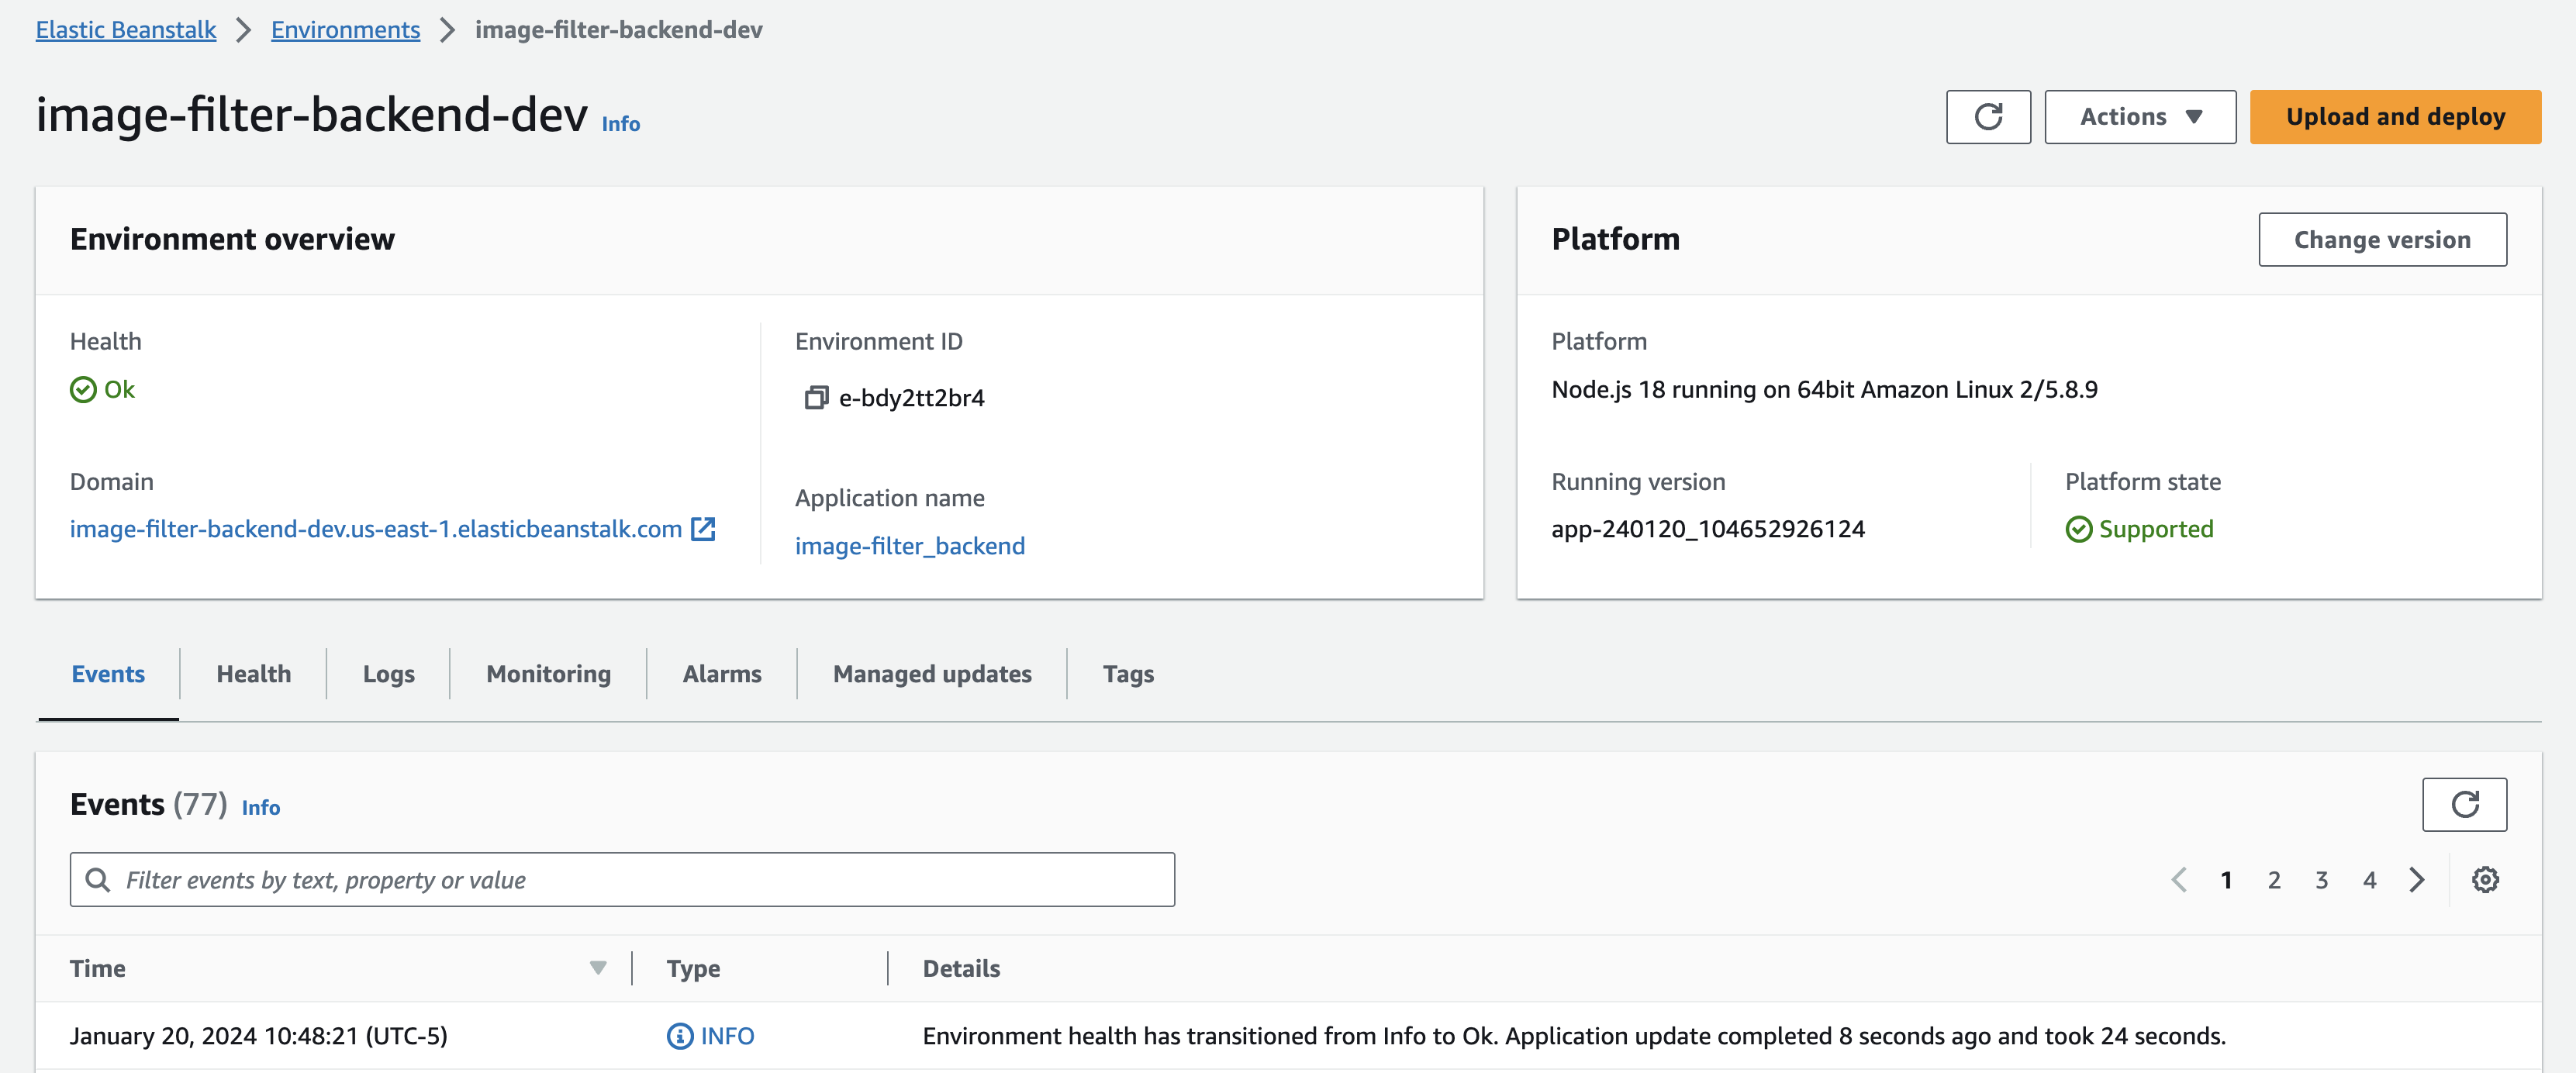 Elastic Beanstalk > Environments > image-filter-backend-dev
image-filter-backend-dev Info
Actions
Upload and deploy
Environment overview
Health
Ok
Environment ID
e-bdy2tt2br4
Domain
image-filter-backend-dev.us-east-1.elasticbeanstalk.com
Application name
image-filter_backend
Platform
Change version
Platform
Node.js 18 running on 64bit Amazon Linux 2/5.8.9
Running version
app-240120_104652926124
Platform state
Supported
Events Health Logs Monitoring Alarms Managed updates Tags
Events (77) Info
Filter events by text, property or value
1 2 3 4
Time Type Details
January 20, 2024 10:48:21 (UTC-5) INFO Environment health has transitioned from Info to Ok. Application update completed 8 seconds ago and took 24 seconds.